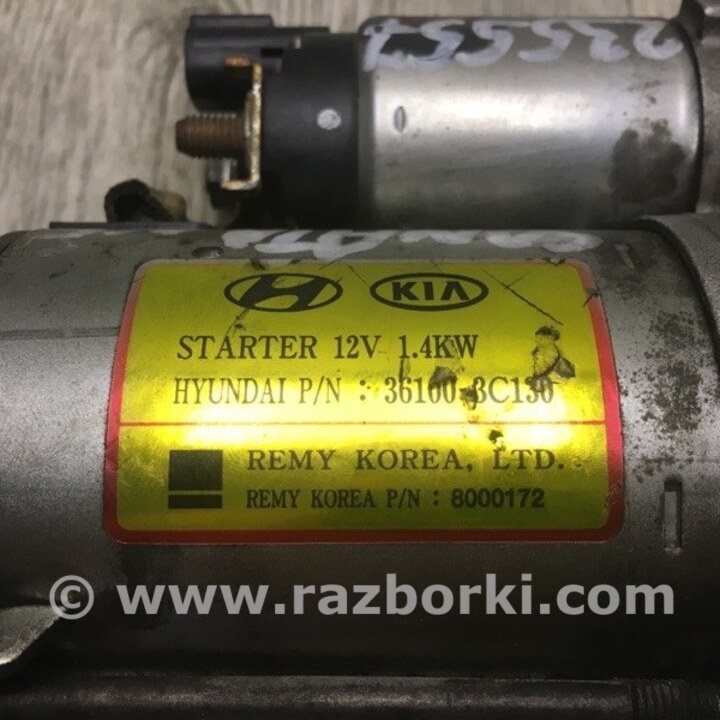 KIA
STARTER 12V 1.4KW
HYUNDAI P/N : 36100-3C130
REMY KOREA, LTD.
REMY KOREA P/N : 8000172
© www.razborki.com